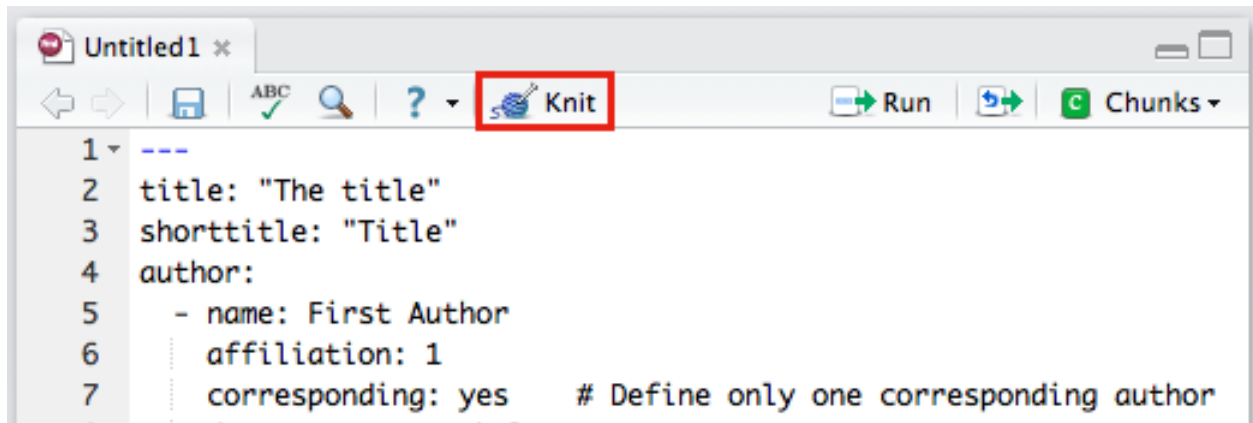 Untitled1
ABC ? Knit Run C Chunks
1 ---
2 title: "The title"
3 shorttitle: "Title"
4 author:
5 - name: First Author
6 affiliation: 1
7 corresponding: yes # Define only one corresponding author